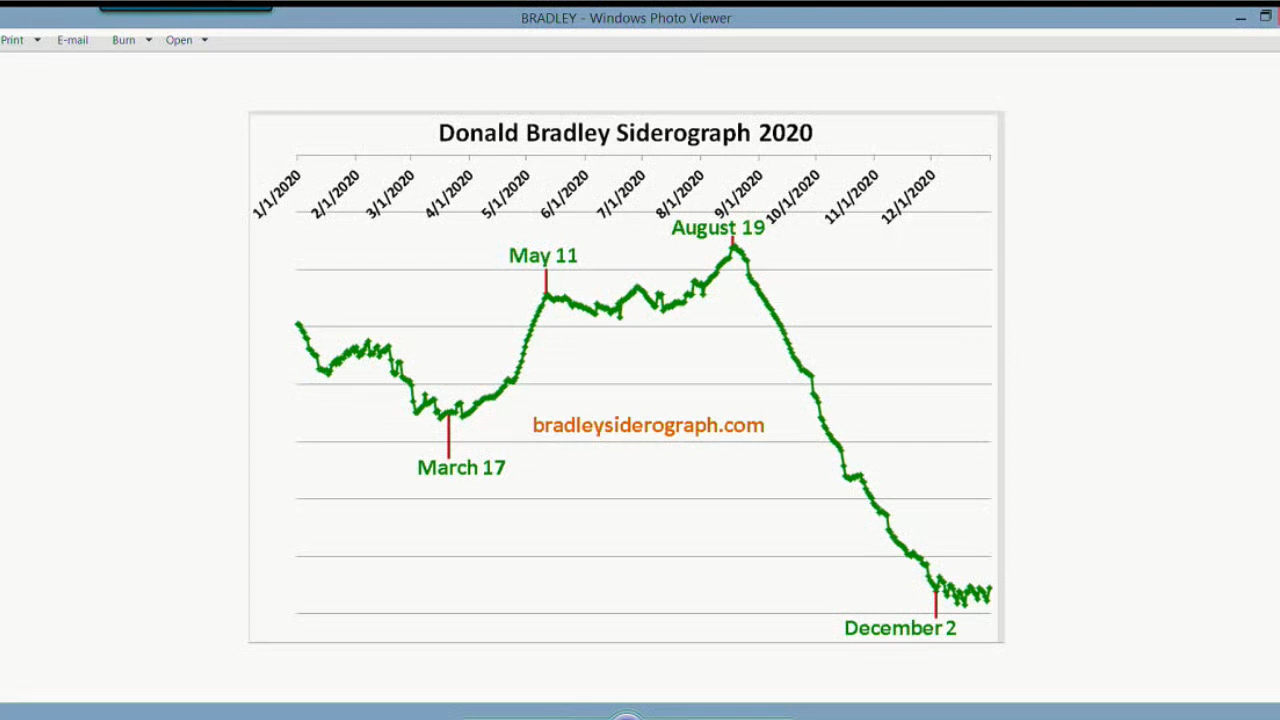 BRADLEY - Windows Photo Viewer
Print E-mail Burn Open
Donald Bradley Siderograph 2020
1/1/2020 2/1/2020 3/1/2020 4/1/2020 5/1/2020 6/1/2020 7/1/2020 8/1/2020 9/1/2020 10/1/2020 11/1/2020 12/1/2020
August 19
May 11
bradleysiderograph.com
March 17
December 2